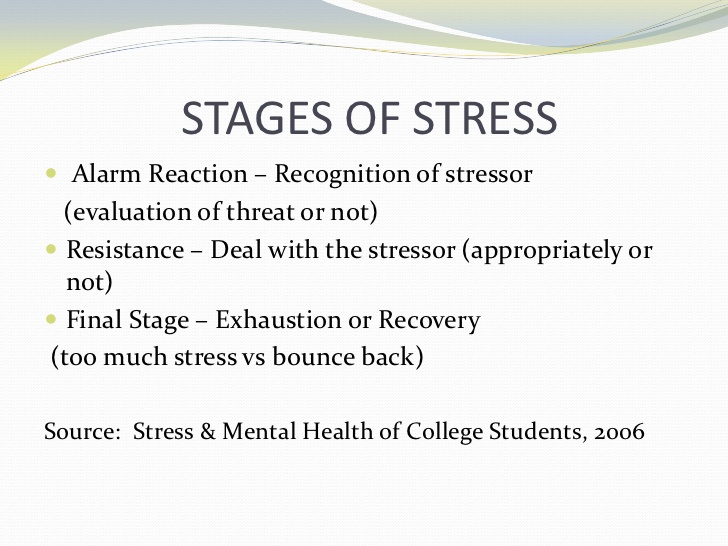 STAGES OF STRESS
• Alarm Reaction – Recognition of stressor
(evaluation of threat or not)
• Resistance – Deal with the stressor (appropriately or
not)
• Final Stage – Exhaustion or Recovery
(too much stress vs bounce back)
Source: Stress & Mental Health of College Students, 2006